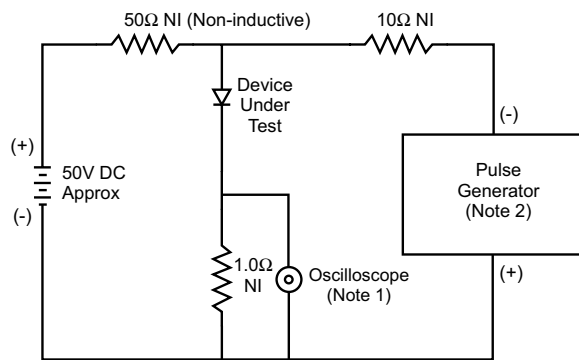 50Ω NI (Non-inductive)
10Ω NI
Device
Under
Test
(-)
(+)
50V DC
Approx
(-)
Pulse
Generator
(Note 2)
1.0Ω
NI
Oscilloscope
(Note 1)
(+)